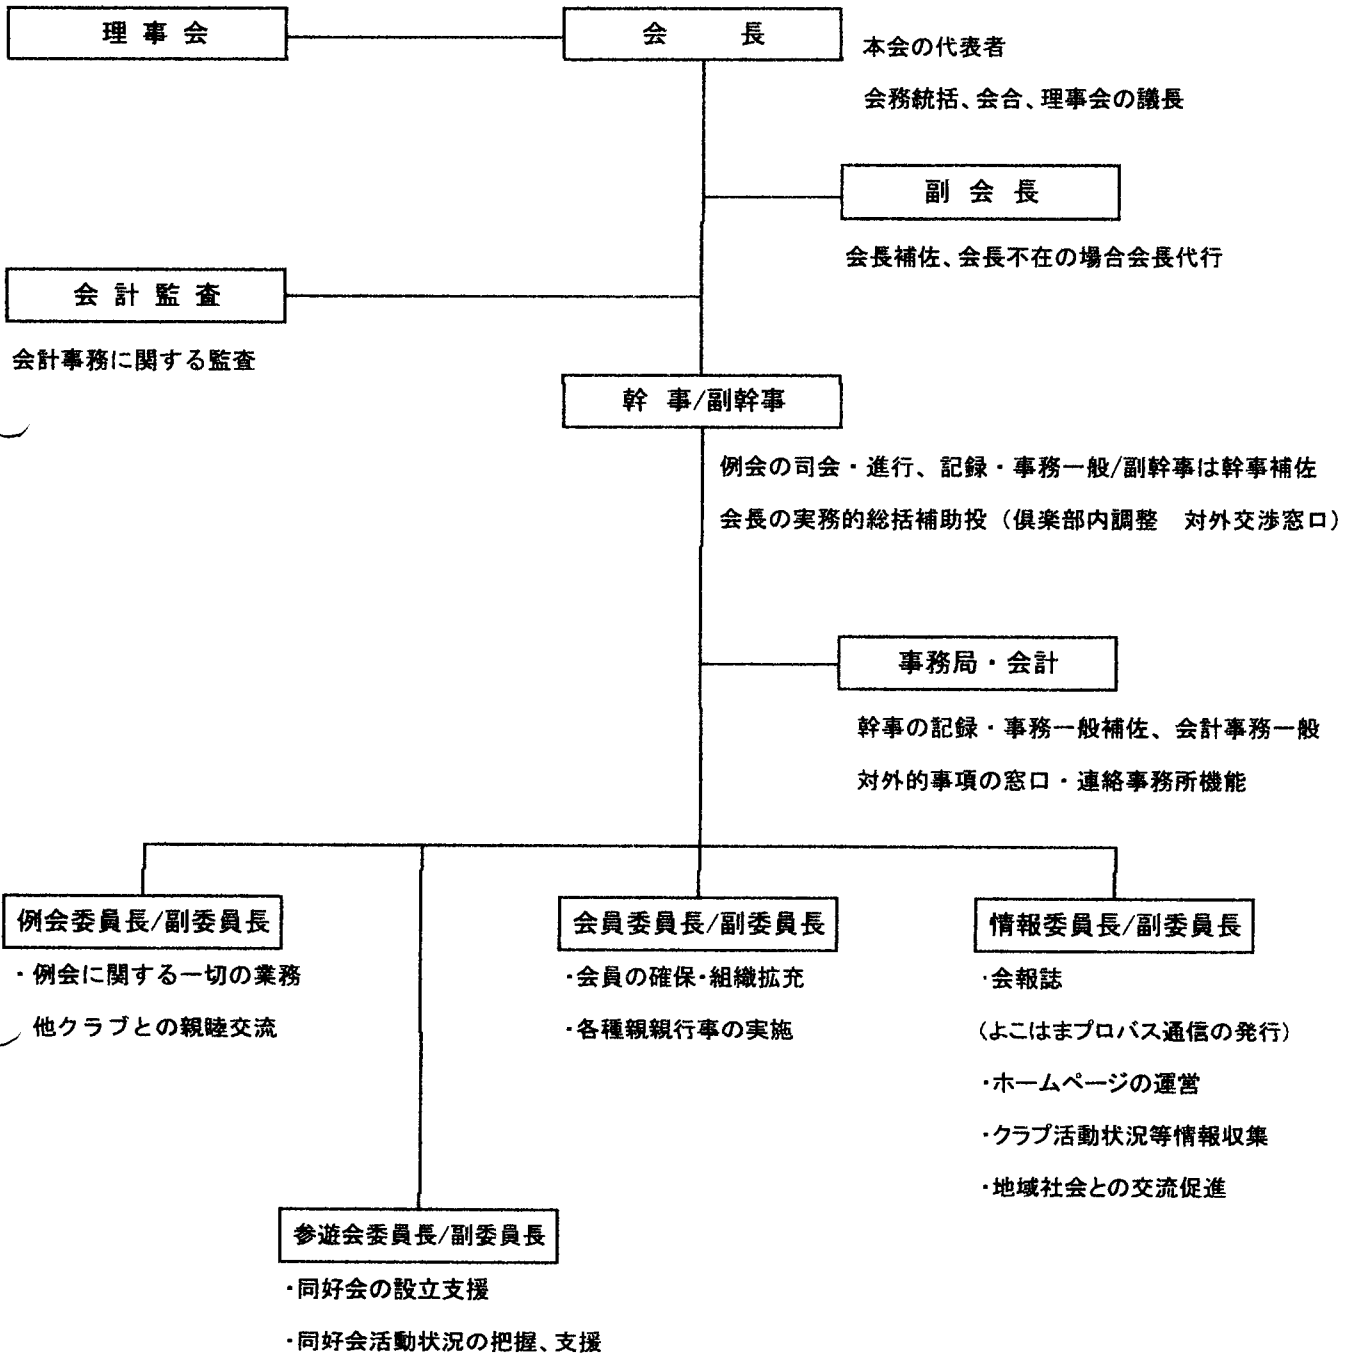 理事会
会長
本会の代表者
会務統括、会合、理事会の議長
副会長
会長補佐、会長不在の場合会長代行
会計監査
会計事務に関する監査
幹 事/副幹事
例会の司会・進行、記録・事務一般/副幹事は幹事補佐
会長の実務的総括補助投（倶楽部内調整　対外交渉窓ロ）
事務局・会計
幹事の記録・事務一般補佐、会計事務一般
対外的事項の窓口・連絡事務所機能
例会委員長/副委員長
・例会に関する一切の業務
他クラブとの親睦交流
会員委員長/副委員長
・会員の確保・組織拡充
・各種親親行事の実施
情報委員長/副委員長
・会報誌
(よこはまプロバス通信の発行)
・ホームページの運営
・クラブ活動状況等情報収集
・地域社会との交流促進
参遊会委員長/副委員長
・同好会の設立支援
・同好会活動状況の把握、支援